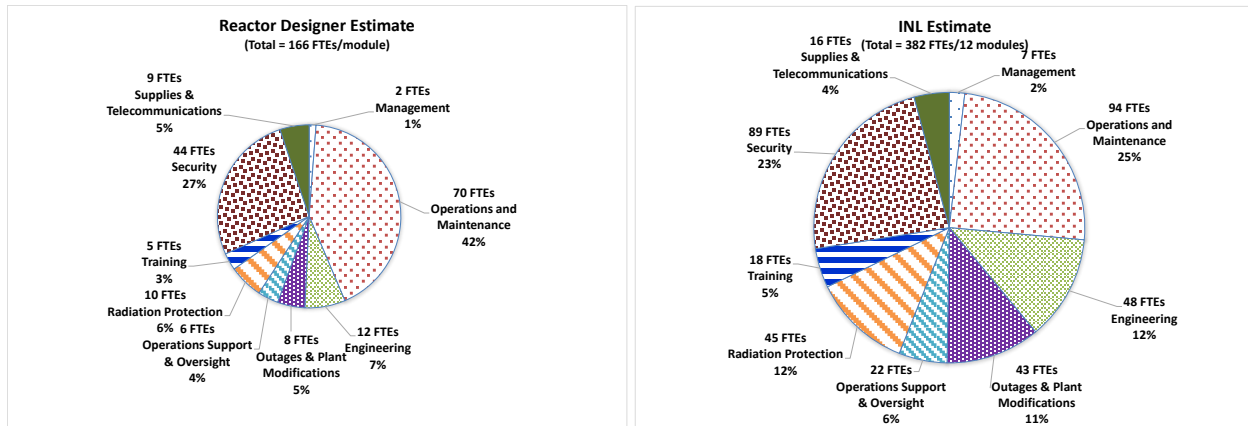 Reactor Designer Estimate
(Total = 166 FTEs/module)
9 FTEs
Supplies &
Telecommunications
5%
2 FTEs
Management
1%
44 FTEs
Security
27%
70 FTEs
Operations and
Maintenance
42%
5 FTEs
Training
3%
10 FTEs
Radiation Protection
6%
6 FTEs
Operations Support
& Oversight
4%
8 FTEs
Outages & Plant
Modifications
5%
12 FTEs
Engineering
7%
INL Estimate
(Total = 382 FTEs/12 modules)
16 FTEs
Supplies &
Telecommunications
4%
7 FTEs
Management
2%
94 FTEs
Operations and
Maintenance
25%
89 FTEs
Security
23%
18 FTEs
Training
5%
48 FTEs
Engineering
12%
45 FTEs
Radiation Protection
12%
22 FTEs
Operations Support
& Oversight
6%
43 FTEs
Outages & Plant
Modifications
11%